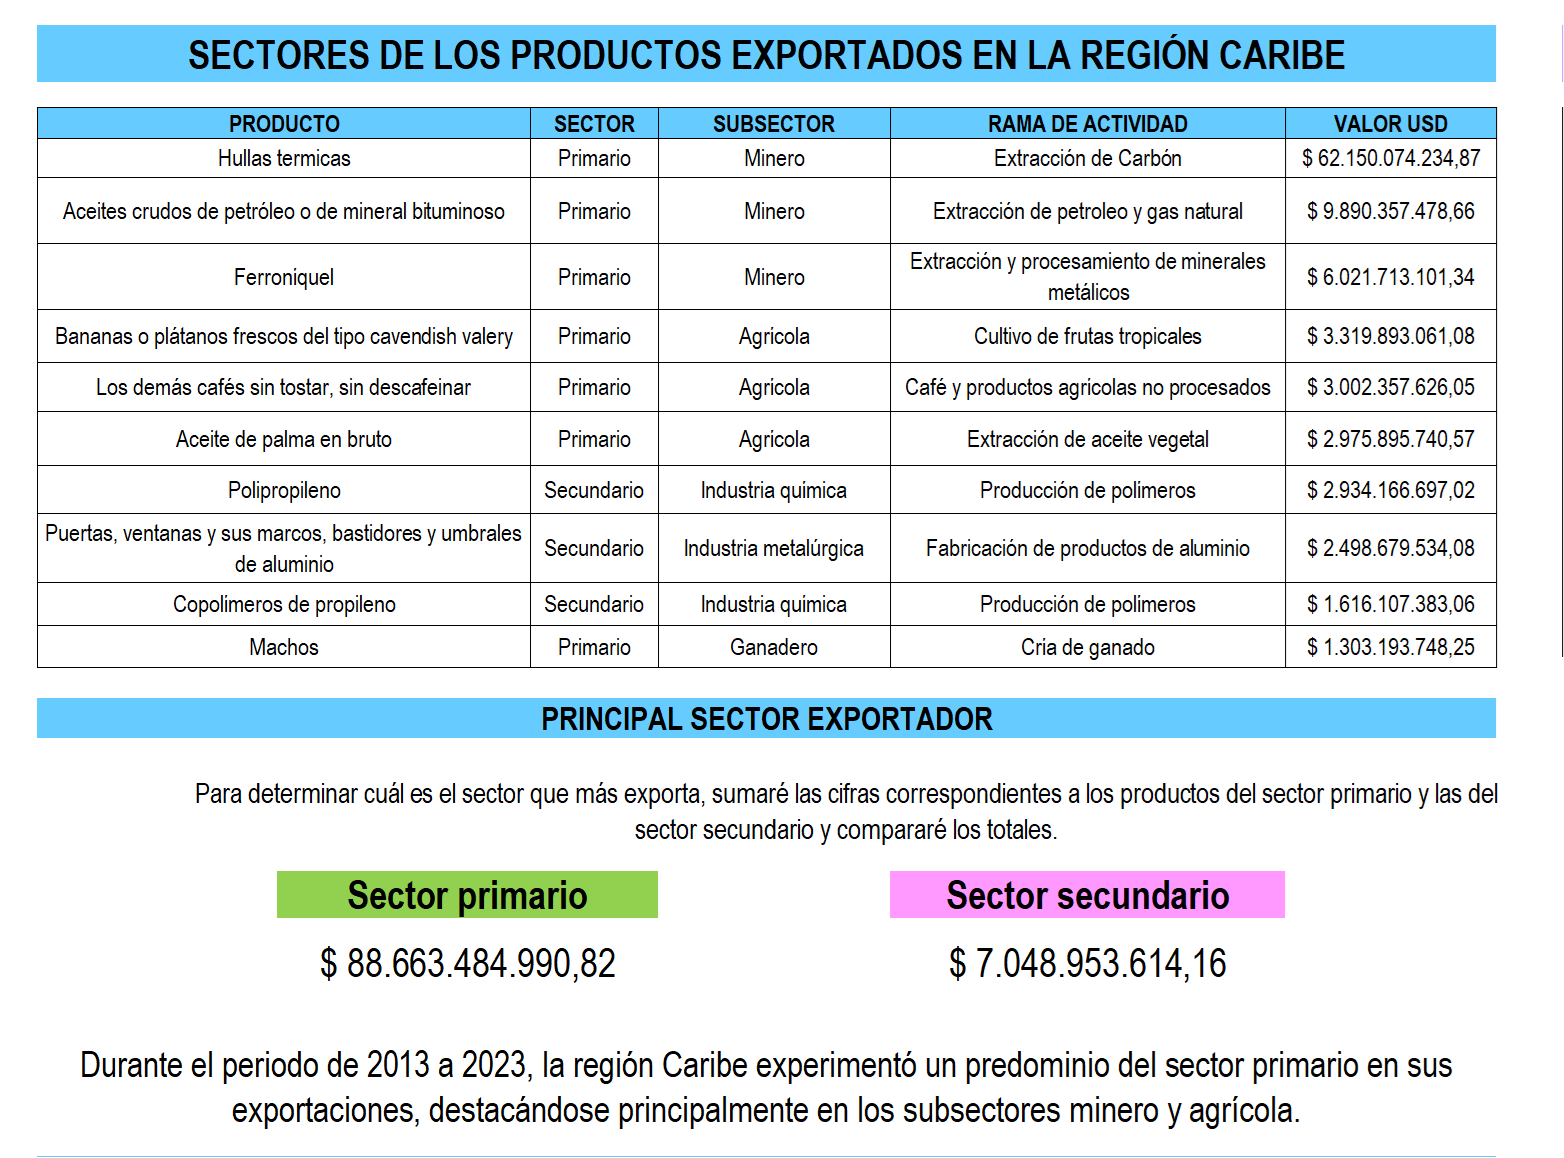 SECTORES DE LOS PRODUCTOS EXPORTADOS EN LA REGIÓN CARIBE
PRODUCTO SECTOR SUBSECTOR RAMA DE ACTIVIDAD VALOR USD
Hullas termicas Primario Minero Extracción de Carbón $ 62.150.074.234,87
Aceites crudos de petróleo o de mineral bituminoso Primario Minero Extracción de petroleo y gas natural $ 9.890.357.478,66
Ferroniquel Primario Minero Extracción y procesamiento de minerales
metálicos $ 6.021.713.101,34
Bananas o plátanos frescos del tipo cavendish valery Primario Agrícola Cultivo de frutas tropicales $ 3.319.893.061,08
Los demás cafés sin tostar, sin descafeinar Primario Agrícola Café y productos agrícolas no procesados $ 3.002.357.626,05
Aceite de palma en bruto Primario Agrícola Extracción de aceite vegetal $ 2.975.895.740,57
Polipropileno Secundario Industria química Producción de polímeros $ 2.934.166.697,02
Puertas, ventanas y sus marcos, bastidores y umbrales
de aluminio Secundario Industria metalúrgica Fabricación de productos de aluminio $ 2.498.679.534,08
Copolímeros de propileno Secundario Industria química Producción de polímeros $ 1.616.107.383,06
Machos Primario Ganadero Cria de ganado $ 1.303.193.748,25
PRINCIPAL SECTOR EXPORTADOR
Para determinar cuál es el sector que más exporta, sumaré las cifras correspondientes a los productos del sector primario y las del
sector secundario y compararé los totales.
Sector primario Sector secundario
$ 88.663.484.990,82 $ 7.048.953.614,16
Durante el periodo de 2013 a 2023, la región Caribe experimentó un predominio del sector primario en sus
exportaciones, destacándose principalmente en los subsectores minero y agrícola.